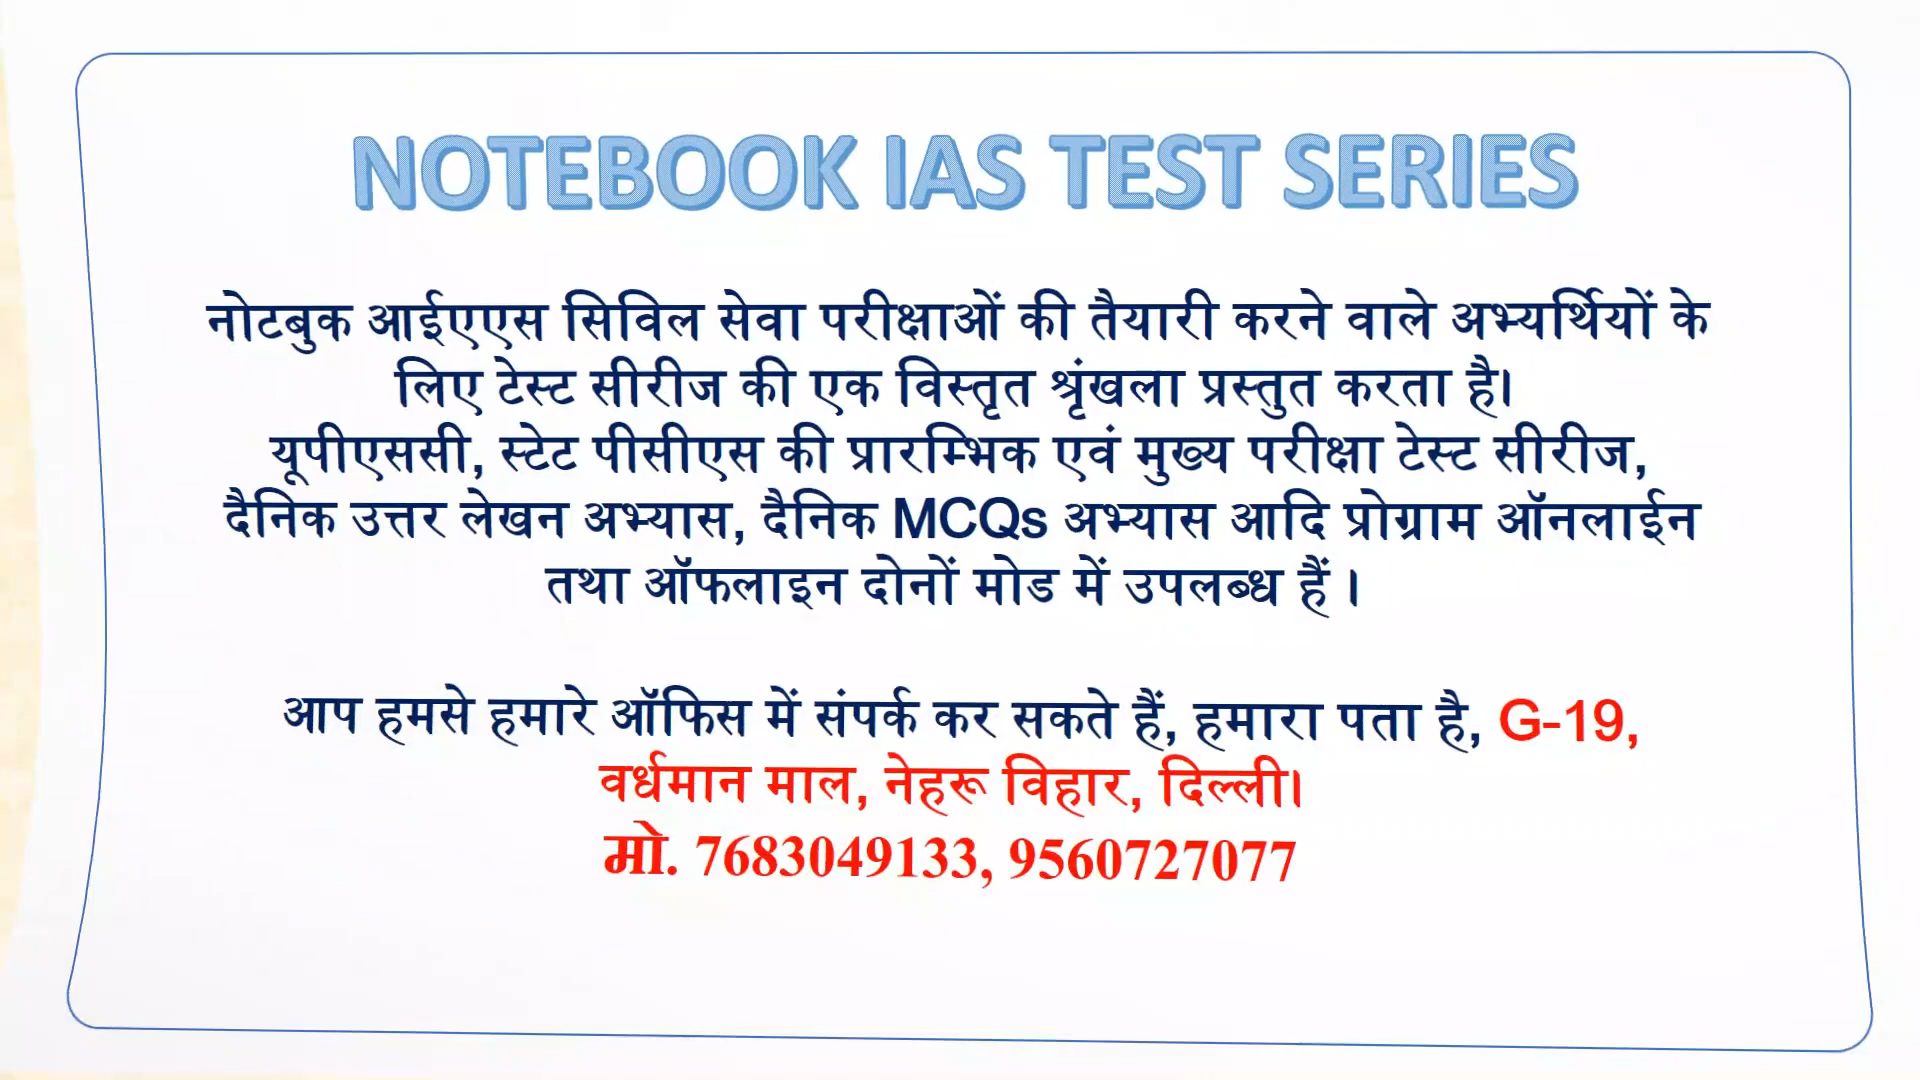 NOTEBOOK IAS TEST SERIES
नोटबुक आईएएस सिविल सेवा परीक्षाओं की तैयारी करने वाले अभ्यर्थियों के
लिए टेस्ट सीरीज की एक विस्तृत श्रृंखला प्रस्तुत करता है।
यूपीएससी, स्टेट पीसीएस की प्रारम्भिक एवं मुख्य परीक्षा टेस्ट सीरीज,
दैनिक उत्तर लेखन अभ्यास, दैनिक MCQs अभ्यास आदि प्रोग्राम ऑनलाईन
तथा ऑफलाइन दोनों मोड में उपलब्ध हैं ।
आप हमसे हमारे ऑफिस में संपर्क कर सकते हैं, हमारा पता है, G-19,
वर्धमान माल, नेहरू विहार, दिल्ली।
मो. 7683049133, 9560727077